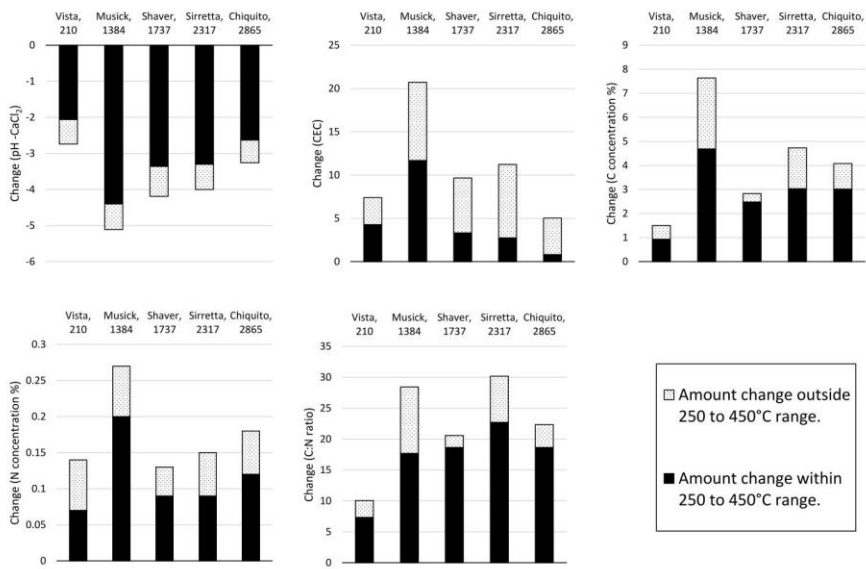 Vista, Musick, Shaver, Sirretta, Chiquito,
210 1384 1737 2317 2865
0
-1
-2
-3
-4
-5
-6
Change (pH -CaCl₂)
Vista, Musick, Shaver, Sirretta, Chiquito,
210 1384 1737 2317 2865
25
20
15
10
5
0
Change (CEC)
Vista, Musick, Shaver, Sirretta, Chiquito,
210 1384 1737 2317 2865
9
8
7
6
5
4
3
2
1
0
Change (C concentration %)
Vista, Musick, Shaver, Sirretta, Chiquito,
210 1384 1737 2317 2865
0.3
0.25
0.2
0.15
0.1
0.05
0
Change (N concentration %)
Vista, Musick, Shaver, Sirretta, Chiquito,
210 1384 1737 2317 2865
35
30
25
20
15
10
5
0
Change (C:N ratio)
Amount change outside
250 to 450°C range.
Amount change within
250 to 450°C range.